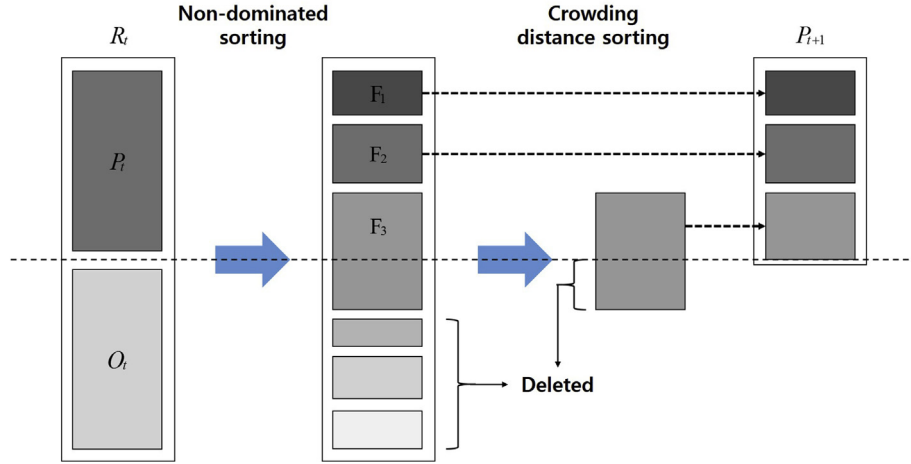 Non-dominated
sorting
Crowding
distance sorting
Rt
Pt+1
F1
Pt
F2
F3
Ot
Deleted